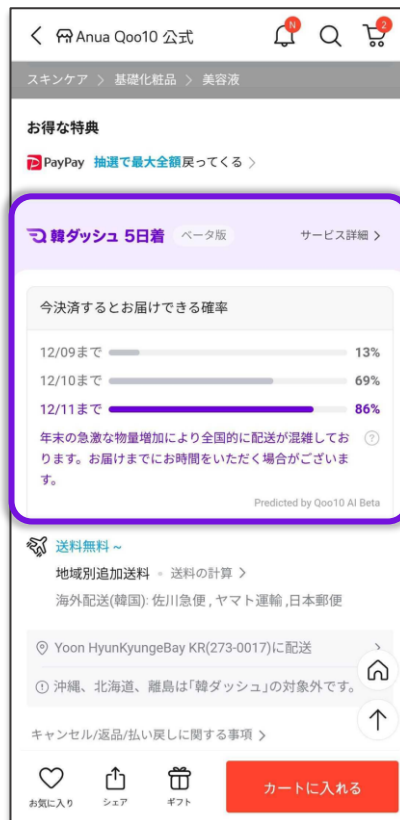 Anua Qoo10 公式
N
2
スキンケア > 基礎化粧品 > 美容液
お得な特典
P PayPay 抽選で最大全額戻ってくる >
韓ダッシュ 5日着 ベータ版 サービス詳細 >
今決済するとお届けできる確率
12/09まで 13%
12/10まで 69%
12/11まで 86%
年末の急激な物量増加により全国的に配送が混雑してお
ります。お届けまでにお時間をいただく場合がございま
す。
?
Predicted by Qoo10 AI Beta
送料無料 ~
地域別追加送料 • 送料の計算 >
海外配送(韓国): 佐川急便 , ヤマト運輸 ,日本郵便
Yoon HyunKyungeBay KR(273-0017)に配送 >
沖縄、北海道、離島は「韓ダッシュ」の対象外です。
キャンセル/返品/払い戻しに関する事項 >
お気に入り シェア ギフト カートに入れる